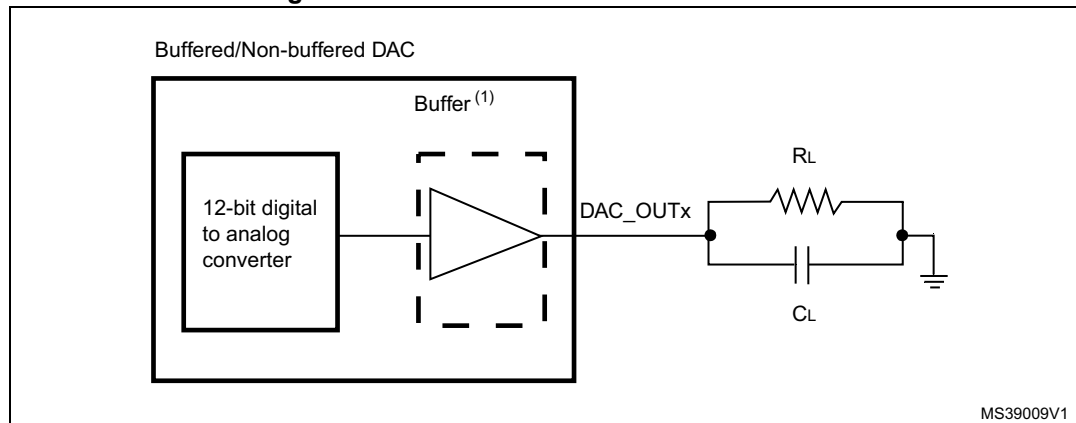 Buffered/Non-buffered DAC
Buffer (1)
12-bit digital
to analog
converter
DAC_OUTx
RL
CL
MS39009V1